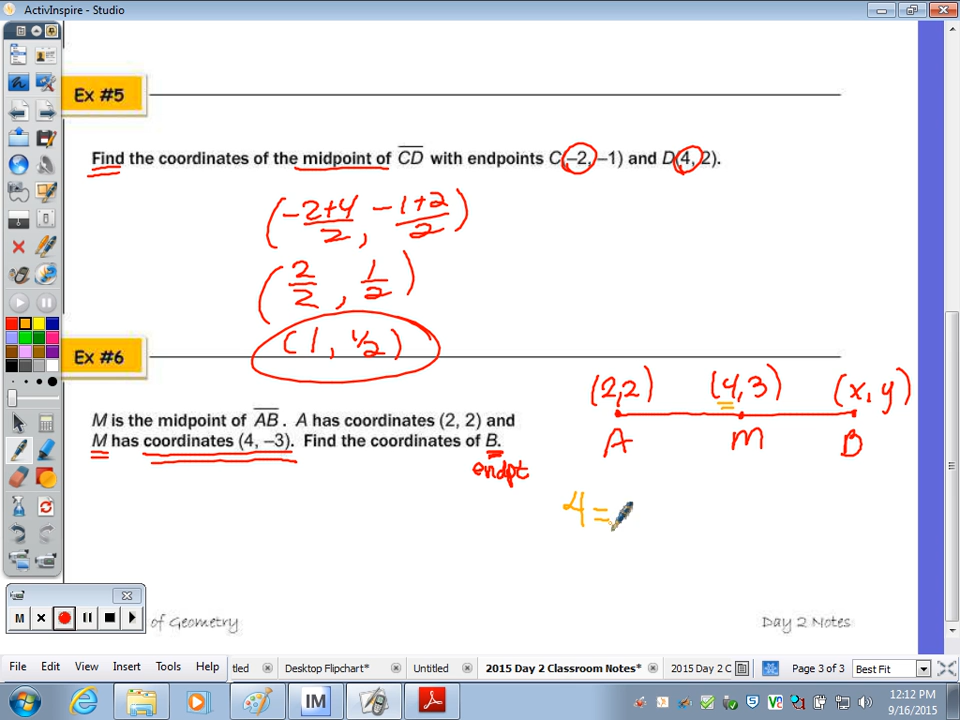 ActivInspire - Studio
Ex #5
Find the coordinates of the midpoint of CD with endpoints C(-2, -1) and D(4, 2).
(-2+4/2, -1+2/2)
(2/2, 1/2)
(1, 1/2)
Ex #6
(2,2) (4,3) (x,y)
A M B
M is the midpoint of AB. A has coordinates (2, 2) and
M has coordinates (4, –3). Find the coordinates of B.
endpt
4 =
M
of Geometry
Day 2 Notes
File Edit View Insert Tools Help
tled Desktop Flipchart* Untitled 2015 Day 2 Classroom Notes* 2015 Day 2 C
Page 3 of 3 Best Fit
IM
12:12 PM
9/16/2015